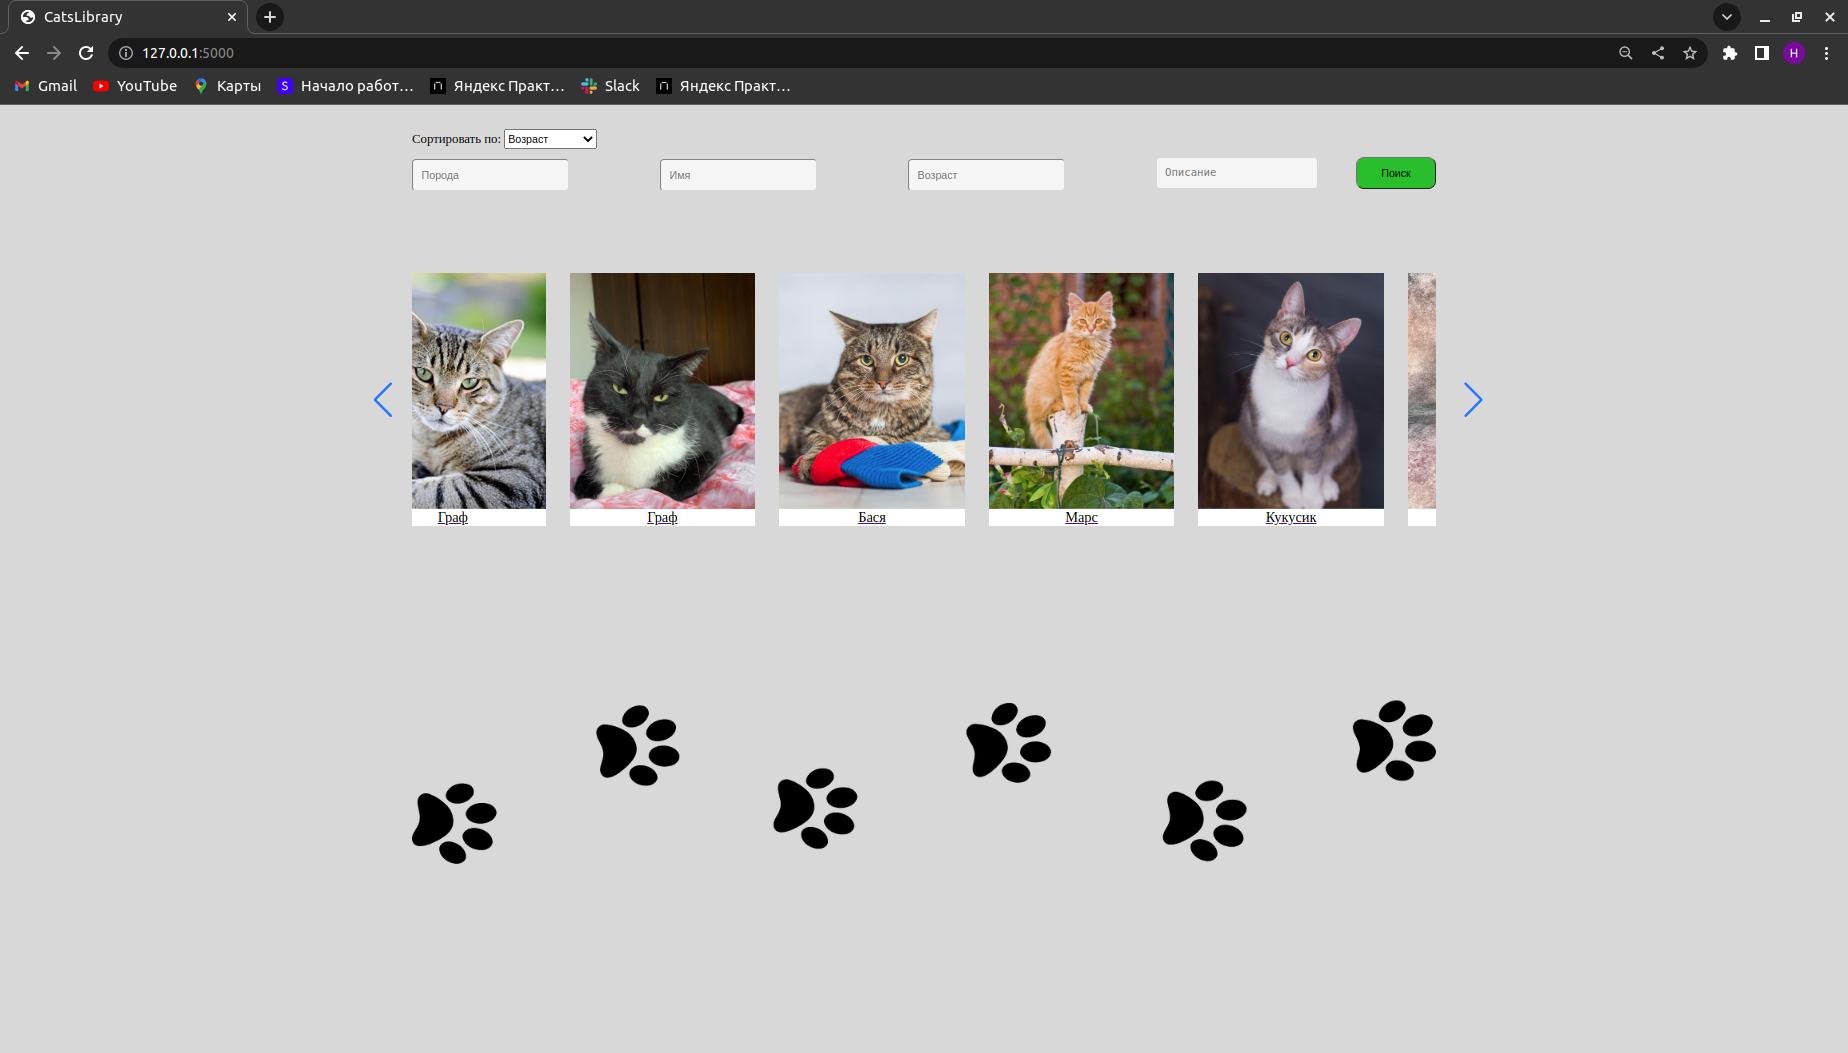 CatsLibrary
127.0.0.1:5000
H
Gmail
YouTube
Карты
S
Начало работ...
Яндекс Практ...
Slack
Яндекс Практ...
Сортировать по: Возраст
Порода
Имя
Возраст
Описание
Поиск
Граф
Граф
Бася
Марс
Кукусик